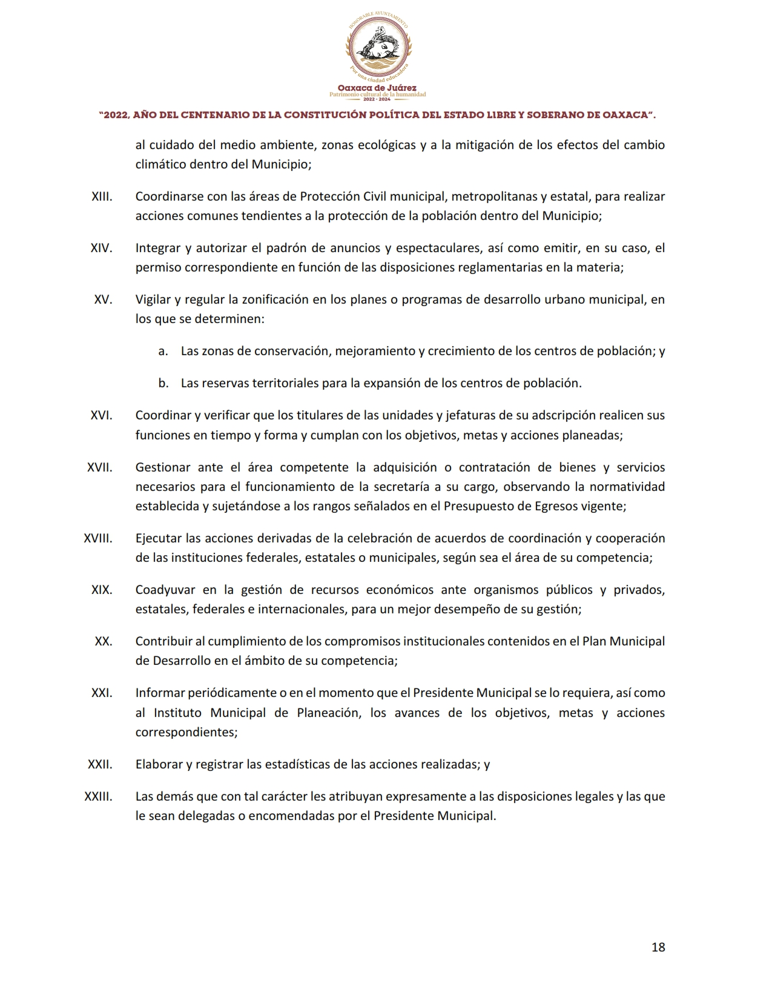 HONORABLE AYUNTAMIENTO
Por una ciudad educadora
Oaxaca de Juárez
Patrimonio cultural de la humanidad
2022 - 2024
"2022, AÑO DEL CENTENARIO DE LA CONSTITUCIÓN POLÍTICA DEL ESTADO LIBRE Y SOBERANO DE OAXACA".
al cuidado del medio ambiente, zonas ecológicas y a la mitigación de los efectos del cambio
climático dentro del Municipio;
XIII. Coordinarse con las áreas de Protección Civil municipal, metropolitanas y estatal, para realizar
acciones comunes tendientes a la protección de la población dentro del Municipio;
XIV. Integrar y autorizar el padrón de anuncios y espectaculares, así como emitir, en su caso, el
permiso correspondiente en función de las disposiciones reglamentarias en la materia;
XV. Vigilar y regular la zonificación en los planes o programas de desarrollo urbano municipal, en
los que se determinen:
a. Las zonas de conservación, mejoramiento y crecimiento de los centros de población; y
b. Las reservas territoriales para la expansión de los centros de población.
XVI. Coordinar y verificar que los titulares de las unidades y jefaturas de su adscripción realicen sus
funciones en tiempo y forma y cumplan con los objetivos, metas y acciones planeadas;
XVII. Gestionar ante el área competente la adquisición o contratación de bienes y servicios
necesarios para el funcionamiento de la secretaría a su cargo, observando la normatividad
establecida y sujetándose a los rangos señalados en el Presupuesto de Egresos vigente;
XVIII. Ejecutar las acciones derivadas de la celebración de acuerdos de coordinación y cooperación
de las instituciones federales, estatales o municipales, según sea el área de su competencia;
XIX. Coadyuvar en la gestión de recursos económicos ante organismos públicos y privados,
estatales, federales e internacionales, para un mejor desempeño de su gestión;
XX. Contribuir al cumplimiento de los compromisos institucionales contenidos en el Plan Municipal
de Desarrollo en el ámbito de su competencia;
XXI. Informar periódicamente o en el momento que el Presidente Municipal se lo requiera, así como
al Instituto Municipal de Planeación, los avances de los objetivos, metas y acciones
correspondientes;
XXII. Elaborar y registrar las estadísticas de las acciones realizadas; y
XXIII. Las demás que con tal carácter les atribuyan expresamente a las disposiciones legales y las que
le sean delegadas o encomendadas por el Presidente Municipal.
18